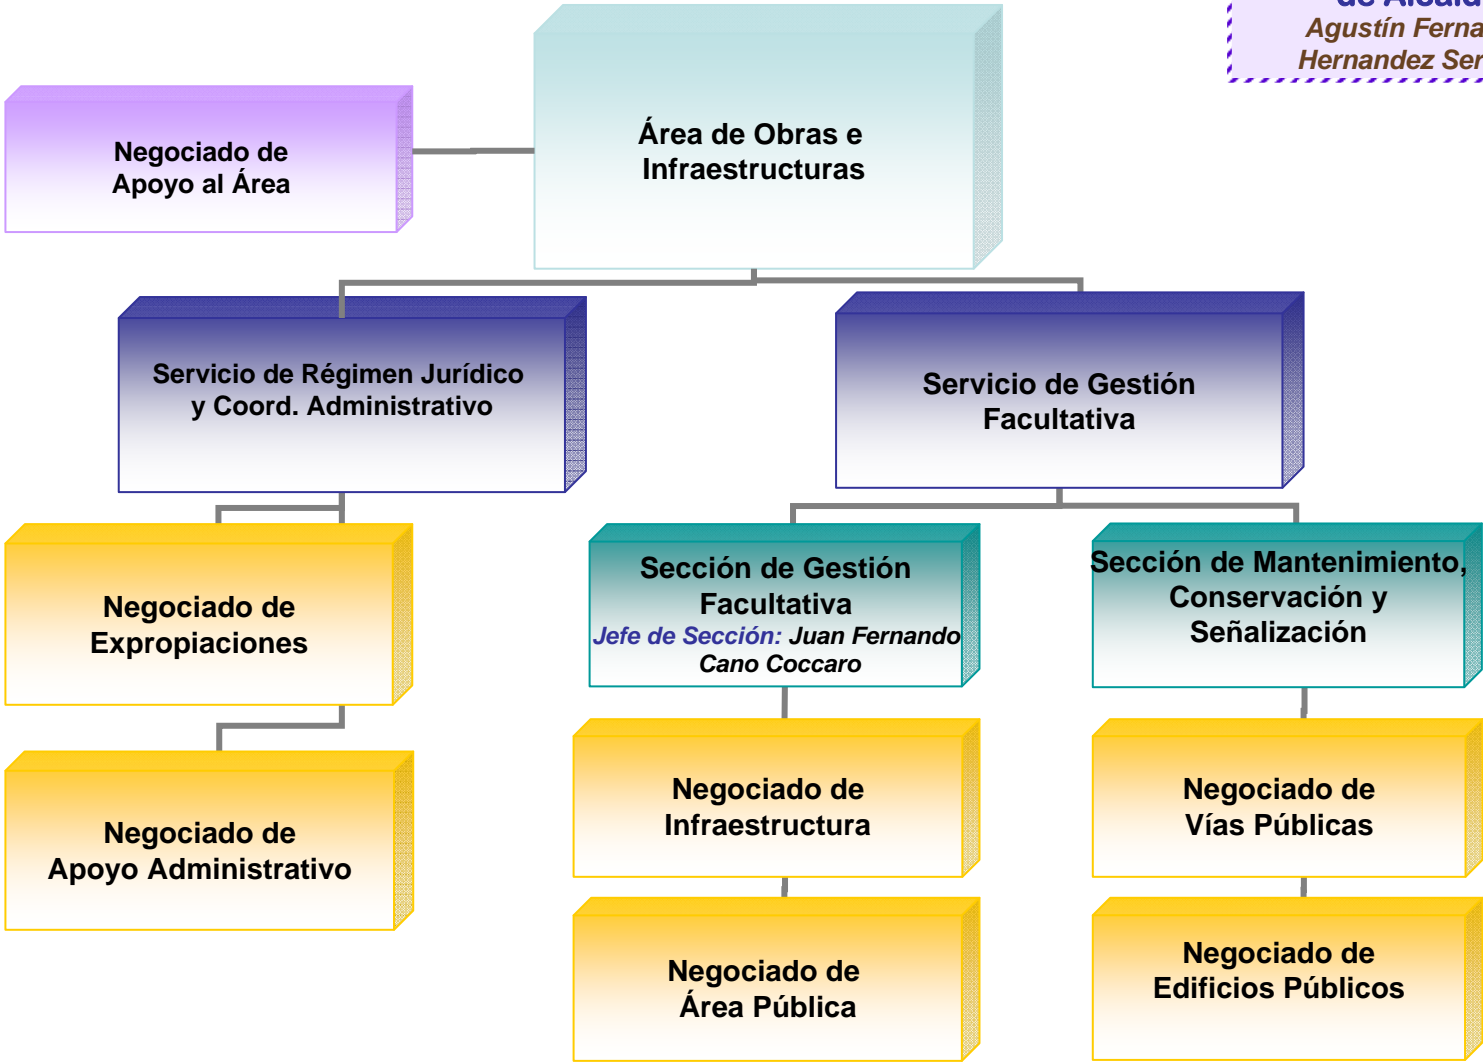 Agustín
Hernandez
Área de Obras e
Infraestructuras
Negociado de
Apoyo al Área
Servicio de Régimen Jurídico
y Coord. Administrativo
Servicio de Gestión
Facultativa
Negociado de
Expropiaciones
Negociado de
Apoyo Administrativo
Sección de Gestión
Facultativa
Jefe de Sección: Juan Fernando
Cano Coccaro
Sección de Mantenimiento,
Conservación y
Señalización
Negociado de
Infraestructura
Negociado de
Vías Públicas
Negociado de
Área Pública
Negociado de
Edificios Públicos